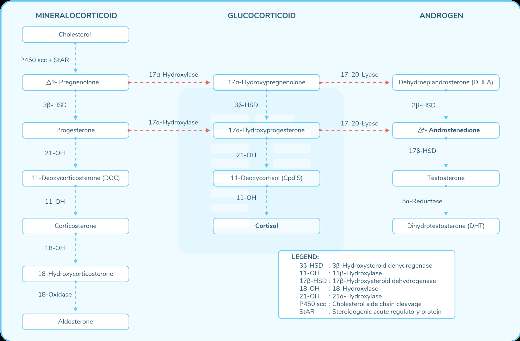 MINERALOCORTICOID GLUCOCORTICOID ANDROGEN
Cholesterol
P450 scc + StAR
Δ⁵- Pregnenolone 17α-Hydroxylase 17α-Hydroxypregnenolone 17, 20-Lyase Dehydroepiandrosterone (DHEA)
3β-HSD 3β-HSD 3β-HSD
Progesterone 17α-Hydroxylase 17α-Hydroxyprogesterone 17, 20-Lyase Δ⁴- Androstenedione
21-OH 21-OH 17β-HSD
11-Deoxycorticosterone (DOC) 11-Deoxycortisol (Cpd S) Testosterone
11-OH 11-OH 5α-Reductase
Corticosterone Cortisol Dihydrotestosterone (DHT)
18-OH
18-Hydroxycorticosterone
18-Oxidase
Aldosterone
LEGEND:
3β-HSD : 3β-Hydroxysteroid dehydrogenase
11-OH : 11β-Hydroxylase
17β-HSD : 17β-Hydroxysteroid dehydrogenase
18-OH : 18-Hydroxylase
21-OH : 21α-Hydroxylase
P450 scc : Cholesterol side chain cleavage
StAR : Steroidogenic acute regulatory protein